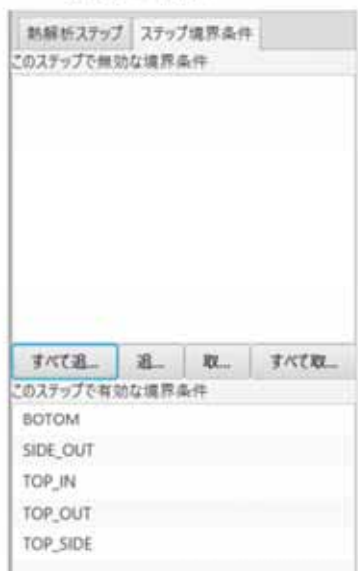 熱解析ステップ ステップ境界条件
このステップで無効な境界条件
すべて追... 追... 取... すべて取...
このステップで有効な境界条件
BOTOM
SIDE_OUT
TOP_IN
TOP_OUT
TOP_SIDE